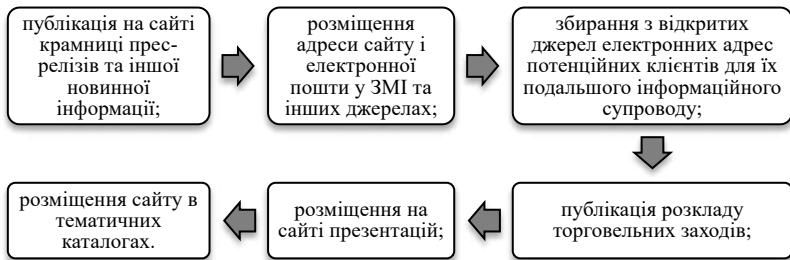 публікація на сайті
крамниці прес-
релізів та іншої
новинної
інформації;
розміщення
адреси сайту і
електронної
пошти у ЗМІ та
інших джерелах;
збирання з відкритих
джерел електронних адрес
потенційних клієнтів для їх
подальшого інформаційного
супроводу;
публікація розкладу
торговельних заходів;
розміщення на
сайті презентацій;
розміщення сайту в
тематичних
каталогах.